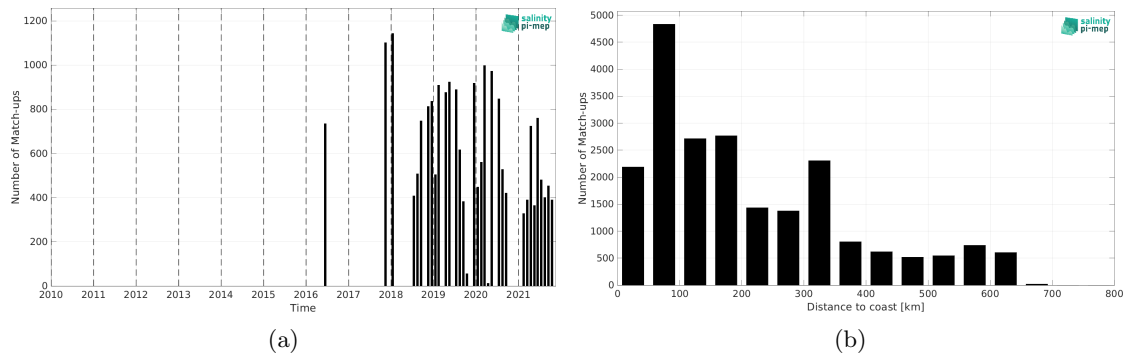 1200
1000
800
600
400
200
0
Number of Match-ups
2010 2011 2012 2013 2014 2015 2016 2017 2018 2019 2020 2021
Time
salinity
pi-mep
(a)
5000
4500
4000
3500
3000
2500
2000
1500
1000
500
0
Number of Match-ups
0 100 200 300 400 500 600 700 800
Distance to coast [km]
salinity
pi-mep
(b)